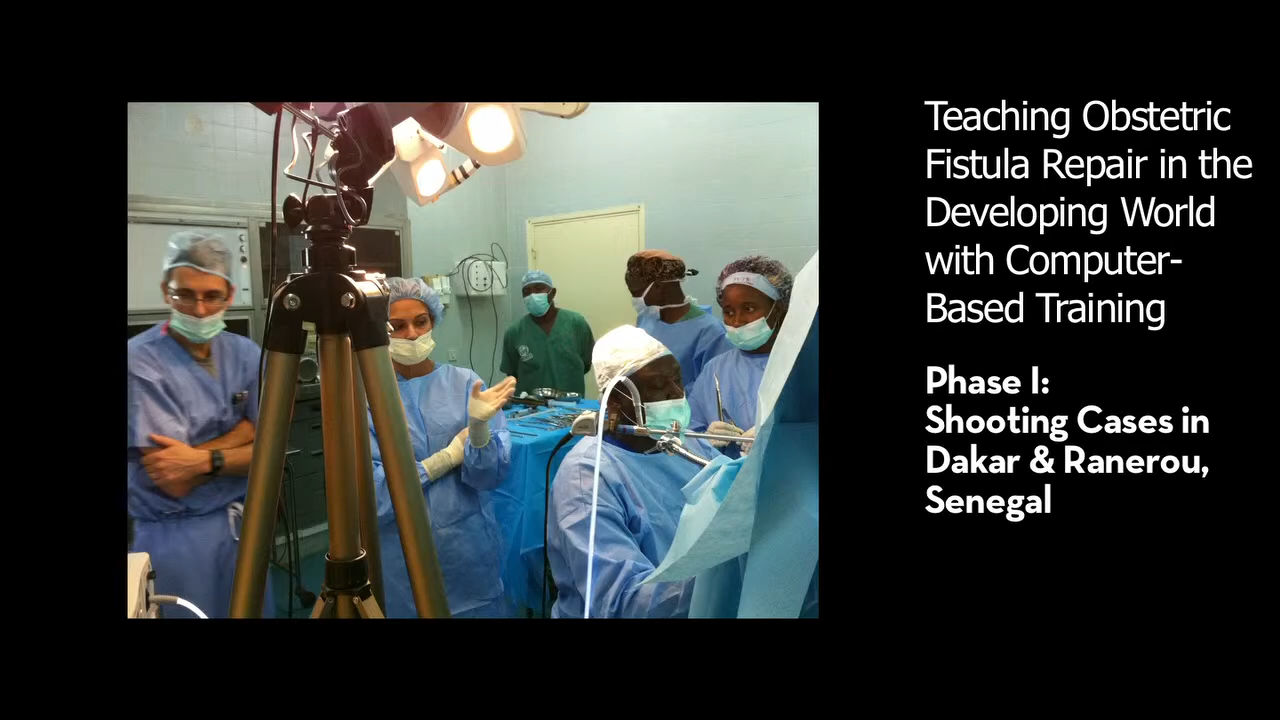 Teaching Obstetric
Fistula Repair in the
Developing World
with Computer-
Based Training
Phase I:
Shooting Cases in
Dakar & Ranerou,
Senegal